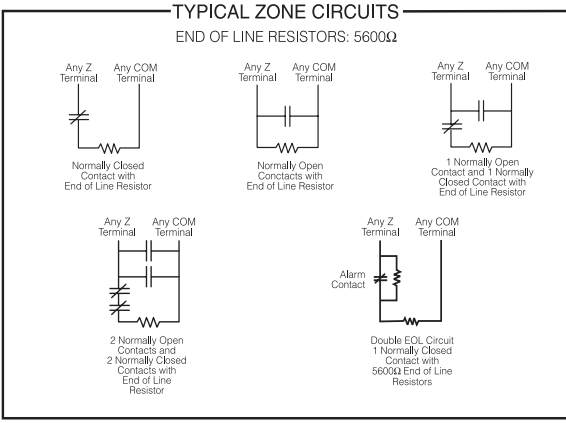 TYPICAL ZONE CIRCUITS
END OF LINE RESISTORS: 5600Ω
Any Z
Terminal
Any COM
Terminal
Normally Closed
Contact with
End of Line Resistor
Any Z
Terminal
Any COM
Terminal
Normally Open
Conctacts with
End of Line Resistor
Any Z
Terminal
Any COM
Terminal
1 Normally Open
Contact and 1 Normally
Closed Contact with
End of Line Resistor
Any Z
Terminal
Any COM
Terminal
2 Normally Open
Contacts and
2 Normally Closed
Contacts with
End of Line
Resistor
Any Z
Terminal
Any COM
Terminal
Alarm
Contact
Double EOL Circuit
1 Normally Closed
Contact with
5600Ω End of Line
Resistors